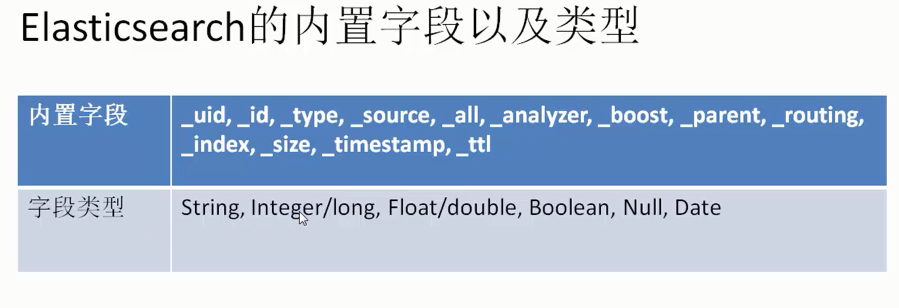 Elasticsearch的内置字段以及类型
内置字段
_uid, _id, _type, _source, _all, _analyzer, _boost, _parent, _routing,
_index, _size, _timestamp, _ttl
字段类型
String, Integer/long, Float/double, Boolean, Null, Date